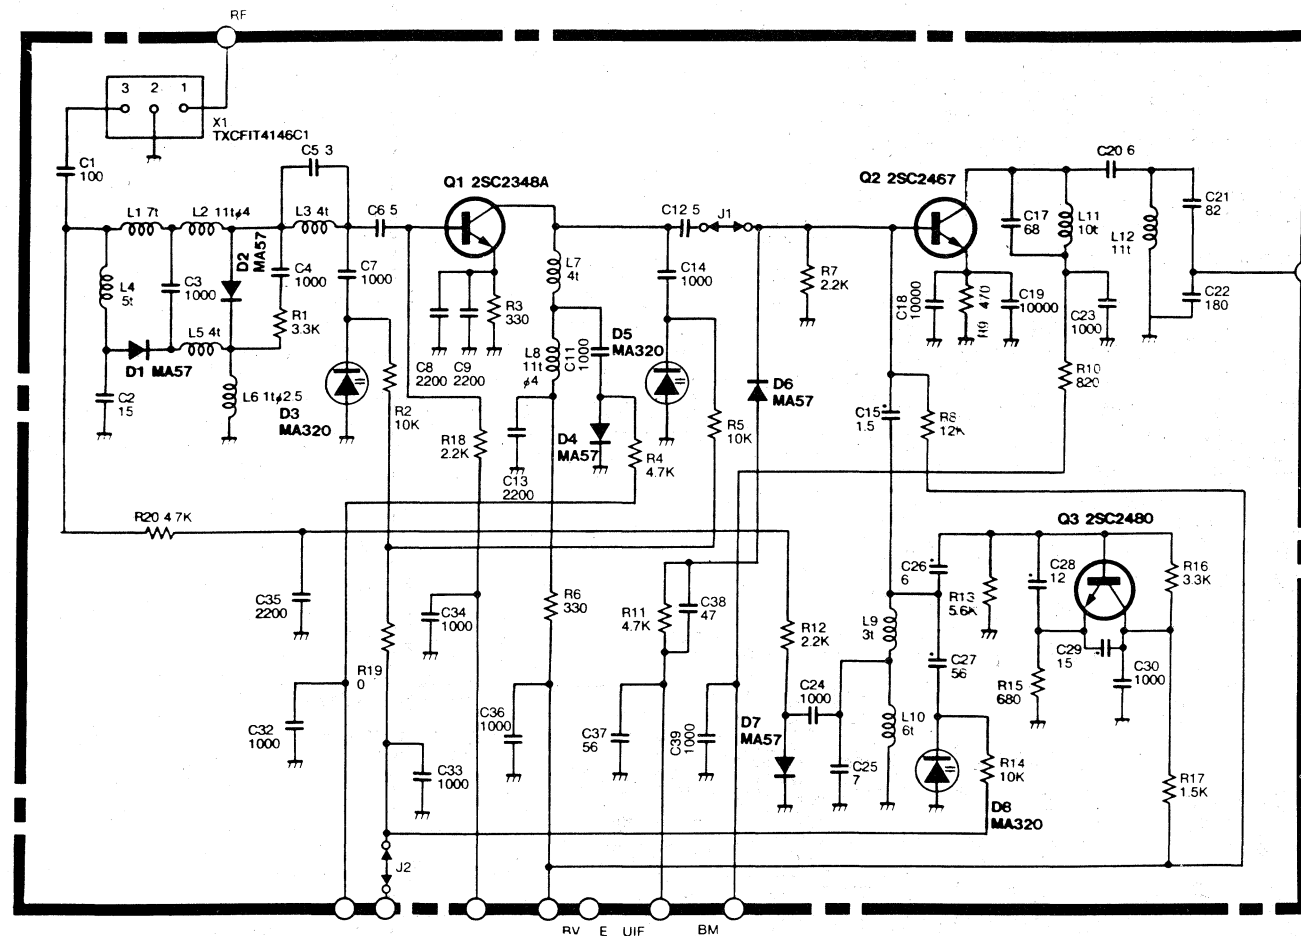 RF
3 2 1
X1
TXCFIT4146C1
C1
100
C5 3
L1 7t
L2 11tφ4
L3 4t
C6 5
Q1 2SC2348A
C12 5
J1
Q2 2SC2467
C20 6
C21
82
C17
68
L11
10t
L12
11t
D2
MA57
L4
5t
C3
1000
C4
1000
C7
1000
R1
3.3K
L5 4t
D1 MA57
C2
15
L6 1tφ2.5
D3
MA320
R2
10K
C8
2200
C9
2200
R3
330
L7
4t
L8
11t
φ4
C11
1000
D5
MA320
C14
1000
R7
2.2K
C18
10000
R9 470
C19
10000
C23
1000
C22
180
R10
820
D6
MA57
C15
1.5
R8
12K
R18
2.2K
C13
2200
D4
MA57
R4
4.7K
R5
10K
R20 4 7K
Q3 2SC2480
C35
2200
C34
1000
R6
330
R11
4.7K
C38
47
R12
2.2K
L9
3t
C26
6
R13
5.6K
C28
12
R16
3.3K
C27
56
C29
15
R15
680
C30
1000
R19
0
C32
1000
C33
1000
C36
1000
C37
56
C39
1000
D7
MA57
C24
1000
C25
7
L10
6t
R14
10K
D8
MA320
R17
1.5K
J2
BV E UIF BM